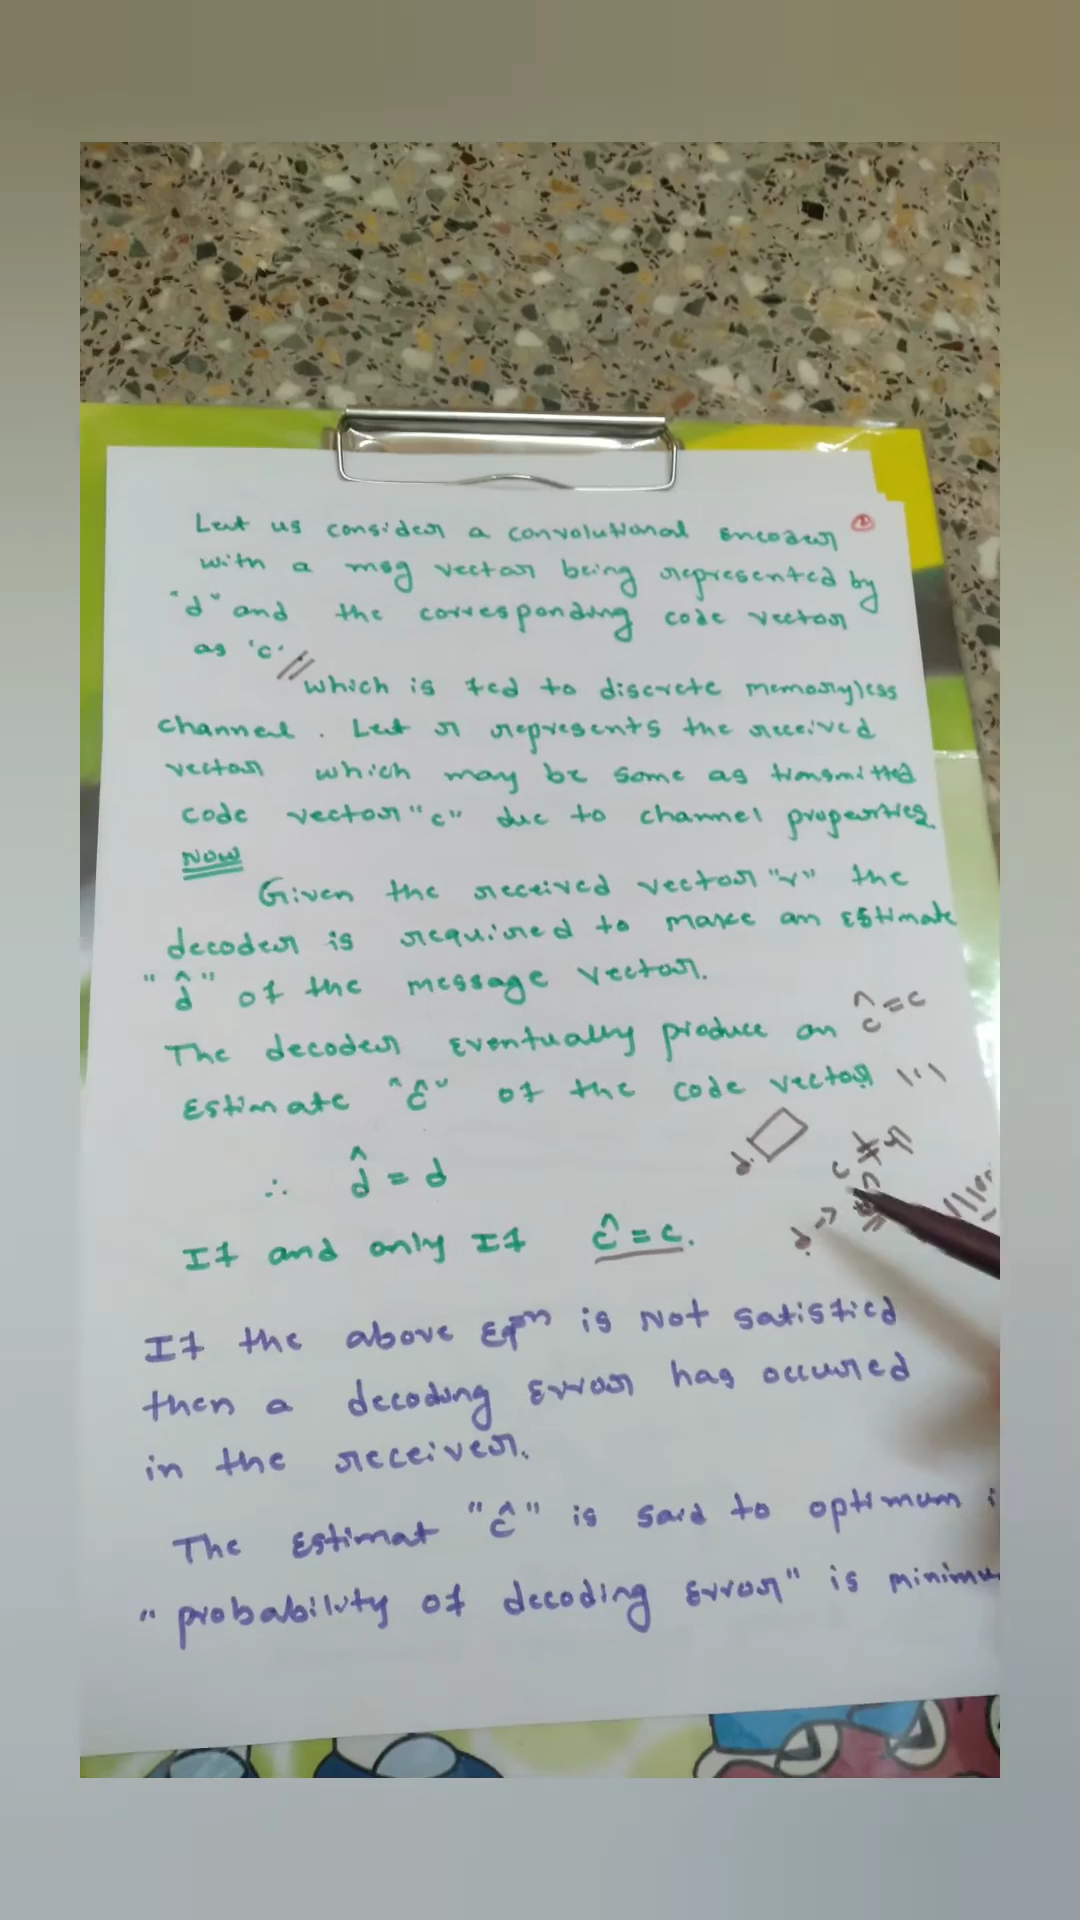 Let us consider a convolutional Encoder ②
with a msg vector being represented by
"d" and the corresponding code vector
as 'c'.
which is fed to discrete memoryless
channel. Let r represents the received
vector which may be same as transmitted
code vector "c" due to channel properties.
NOW
Given the received vector "r" the
decoder is required to make an Estimate
"d̂" of the message vector.
The decoder Eventually produce an ĉ=c
Estimate "ĉ" of the code vector 111
d.
c ≠ r
∴ d̂ = d
d →
If and only If ĉ=c.
If the above Eqⁿ is Not satisfied
then a decoding Error has occured
in the receiver.
The Estimat "ĉ" is said to optimum i
"probability of decoding Error" is minimu